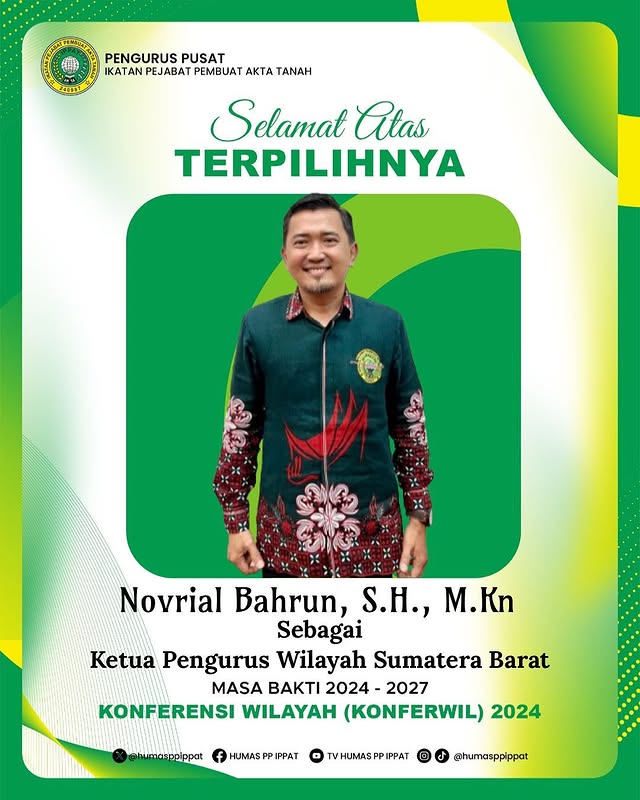 PENGURUS PUSAT
IKATAN PEJABAT PEMBUAT AKTA TANAH
Selamat Atas
TERPILIHNYA
Novrial Bahrun, S.H., M.Kn
Sebagai
Ketua Pengurus Wilayah Sumatera Barat
MASA BAKTI 2024 - 2027
KONFERENSI WILAYAH (KONFERWIL) 2024
@humasppippat HUMAS PP IPPAT TV HUMAS PP IPPAT @humasppippat